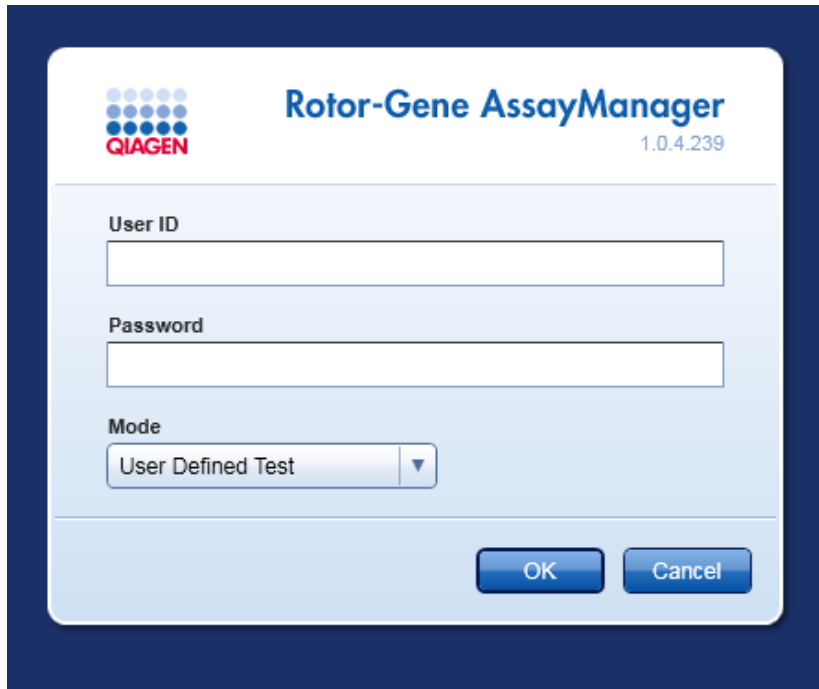 Rotor-Gene AssayManager
QIAGEN
1.0.4.239
User ID
Password
Mode
User Defined Test
OK
Cancel